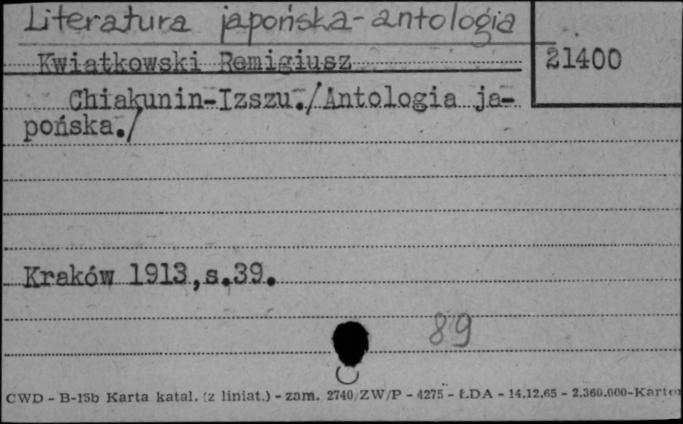 Literatura japońska-antologia
Kwiatkowski Remigiusz
21400
Chiakunin-Izszu./Antologia ja-
pońska./
Kraków 1913,s.39.
89
CWD - B-15b Karta katal. (z liniat.) - zam. 2740/ZW/P - 4275 - ŁDA - 14.12.65 - 2.360.000-Karto